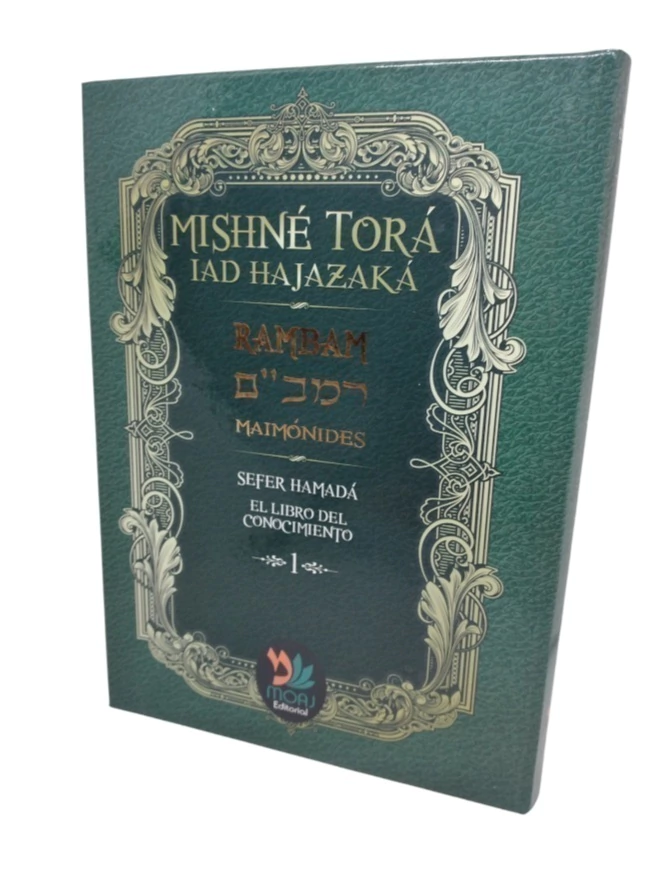 MISHNÉ TORÁ
IAD HAJAZAKÁ
RAMBAM
רמב"ם
MAIMÓNIDES
SEFER HAMADÁ
EL LIBRO DEL
CONOCIMIENTO
1
מ
MOAJ
Editorial